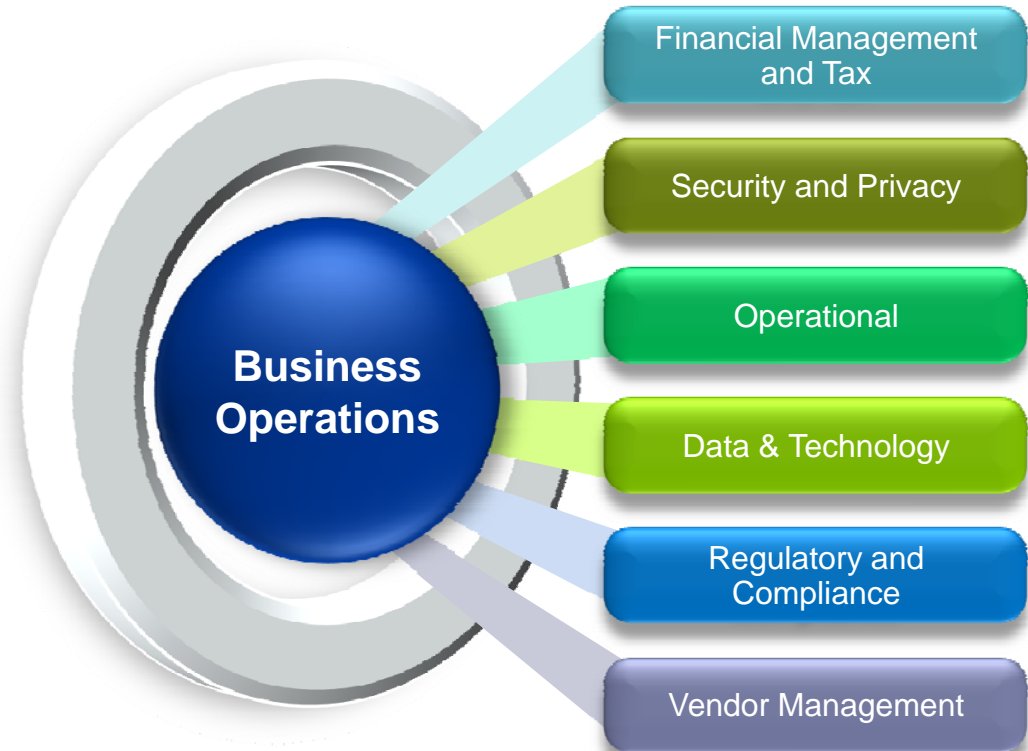 Financial Management
and Tax
Security and Privacy
Operational
Business
Operations
Data & Technology
Regulatory and
Compliance
Vendor Management